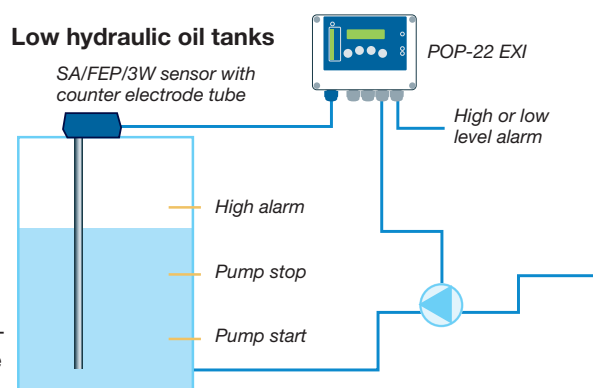 Low hydraulic oil tanks
SA/FEP/3W sensor with
counter electrode tube
POP-22 EXI
High or low
level alarm
High alarm
Pump stop
Pump start